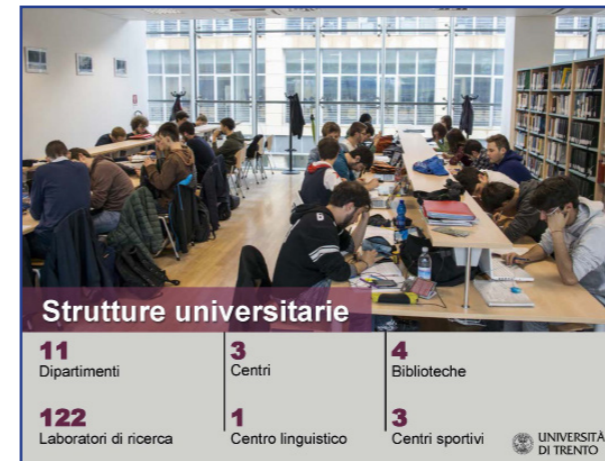 Strutture universitarie
11
Dipartimenti
3
Centri
4
Biblioteche
122
Laboratori di ricerca
1
Centro linguistico
3
Centri sportivi
UNIVERSITÀ
DI TRENTO